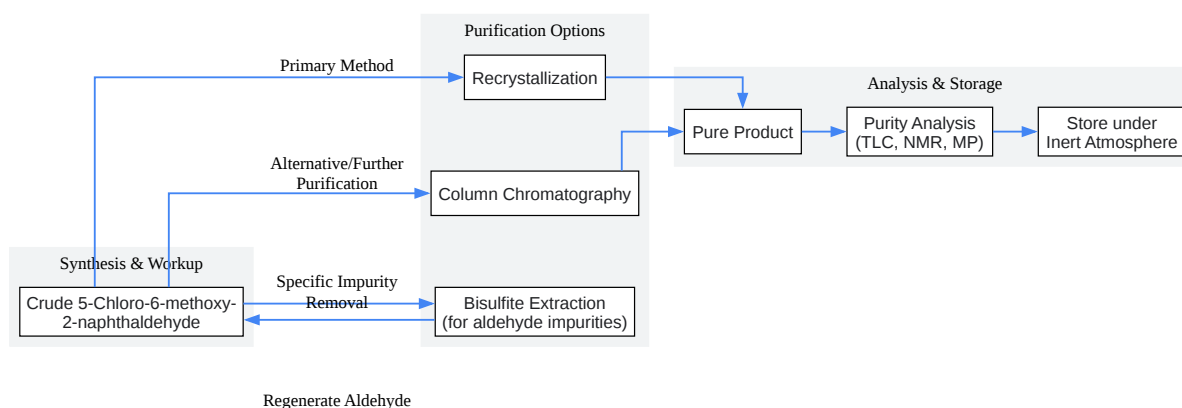 Purification Options
Primary Method
Recrystallization
Analysis & Storage
Pure Product
Purity Analysis
(TLC, NMR, MP)
Store under
Inert Atmosphere
Alternative/Further
Purification
Column Chromatography
Synthesis & Workup
Crude 5-Chloro-6-methoxy-
2-naphthaldehyde
Specific Impurity
Removal
Bisulfite Extraction
(for aldehyde impurities)
Regenerate Aldehyde